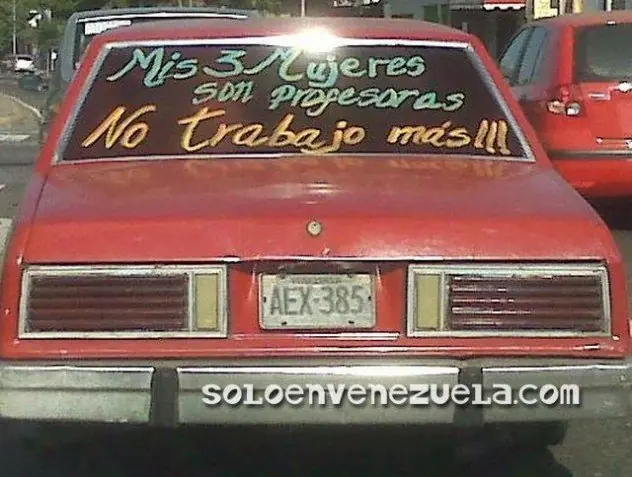 Mis 3 Mujeres
son profesoras
No trabajo más!!!
AEX-385
SOLOENVENEZUELA.COM